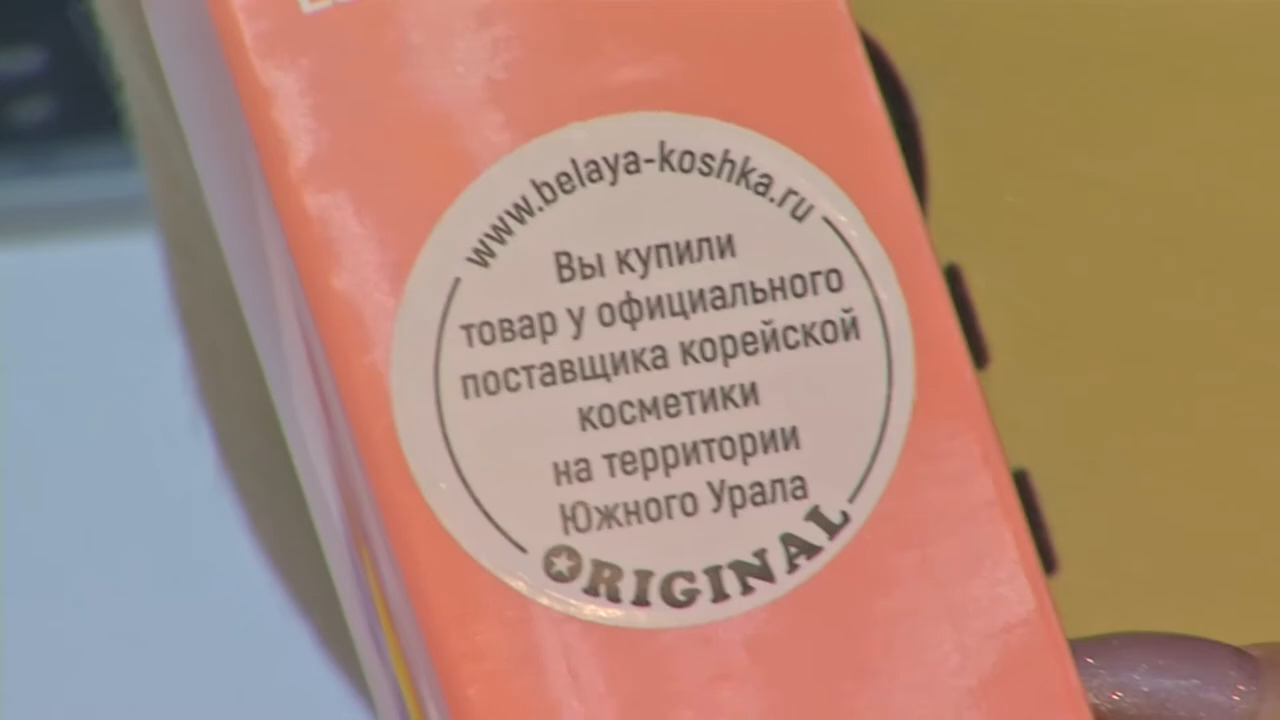 www.belaya-koshka.ru
Вы купили
товар у официального
поставщика корейской
косметики
на территории
Южного Урала
ORIGINAL